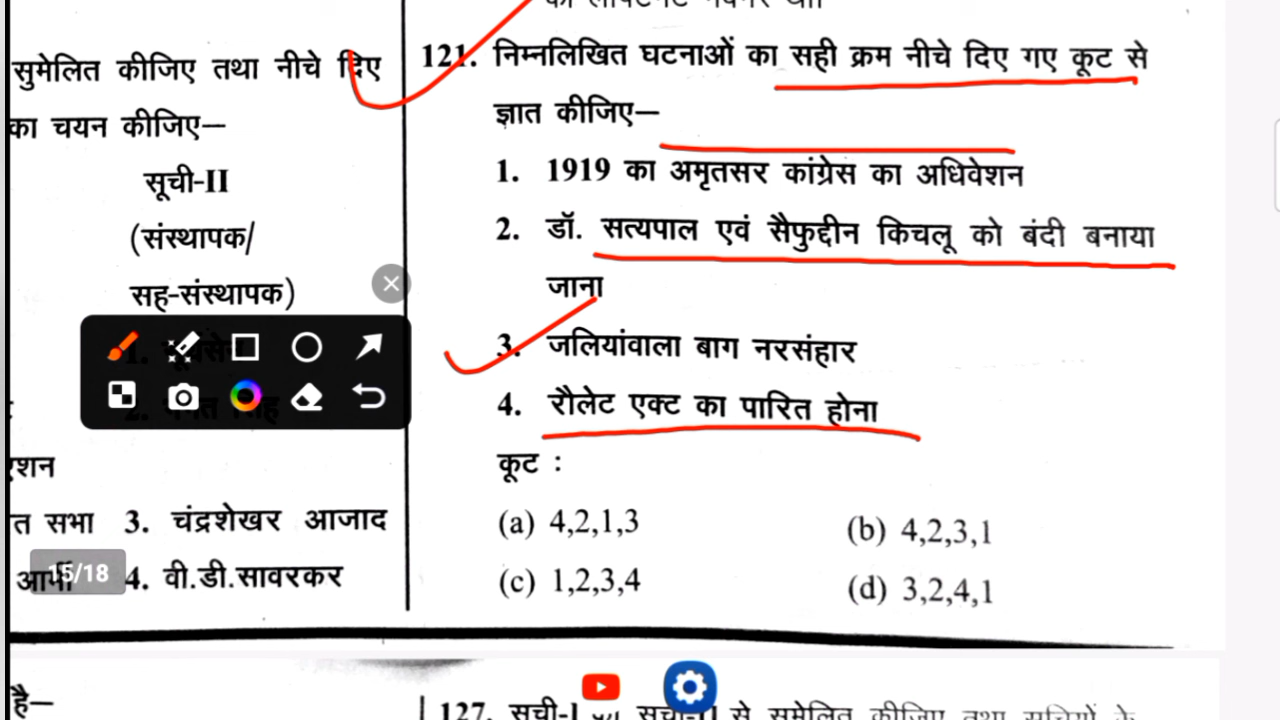 सुमेलित कीजिए तथा नीचे दिए
का चयन कीजिए–
सूची-II
(संस्थापक/
सह-संस्थापक)
त सभा 3. चंद्रशेखर आजाद
15/18
4. वी.डी.सावरकर
121. निम्नलिखित घटनाओं का सही क्रम नीचे दिए गए कूट से
ज्ञात कीजिए–
1. 1919 का अमृतसर कांग्रेस का अधिवेशन
2. डॉ. सत्यपाल एवं सैफुद्दीन किचलू को बंदी बनाया
जाना
3. जलियांवाला बाग नरसंहार
4. रौलेट एक्ट का पारित होना
कूट :
(a) 4,2,1,3
(b) 4,2,3,1
(c) 1,2,3,4
(d) 3,2,4,1
है–
127. सूची-I
से सुमेलित कीजिए तथा